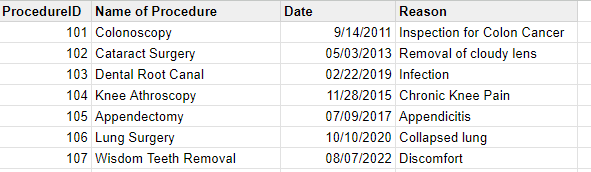 ProcedureID Name of Procedure Date Reason
101 Colonoscopy 9/14/2011 Inspection for Colon Cancer
102 Cataract Surgery 05/03/2013 Removal of cloudy lens
103 Dental Root Canal 02/22/2019 Infection
104 Knee Athroscopy 11/28/2015 Chronic Knee Pain
105 Appendectomy 07/09/2017 Appendicitis
106 Lung Surgery 10/10/2020 Collapsed lung
107 Wisdom Teeth Removal 08/07/2022 Discomfort